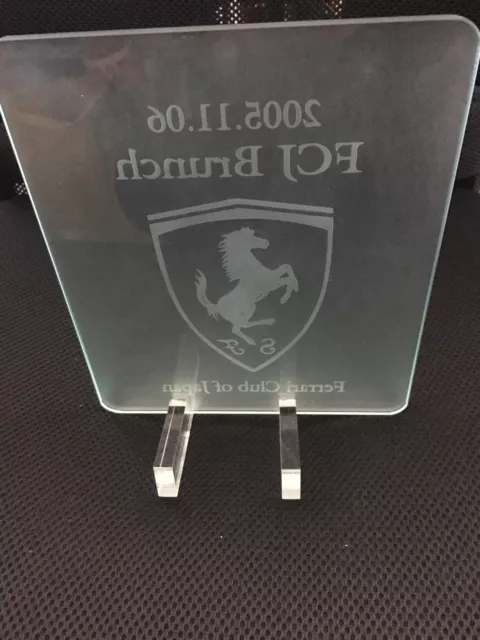 2005.11.06
FCJ Brunch
S F
Ferrari Club of Japan